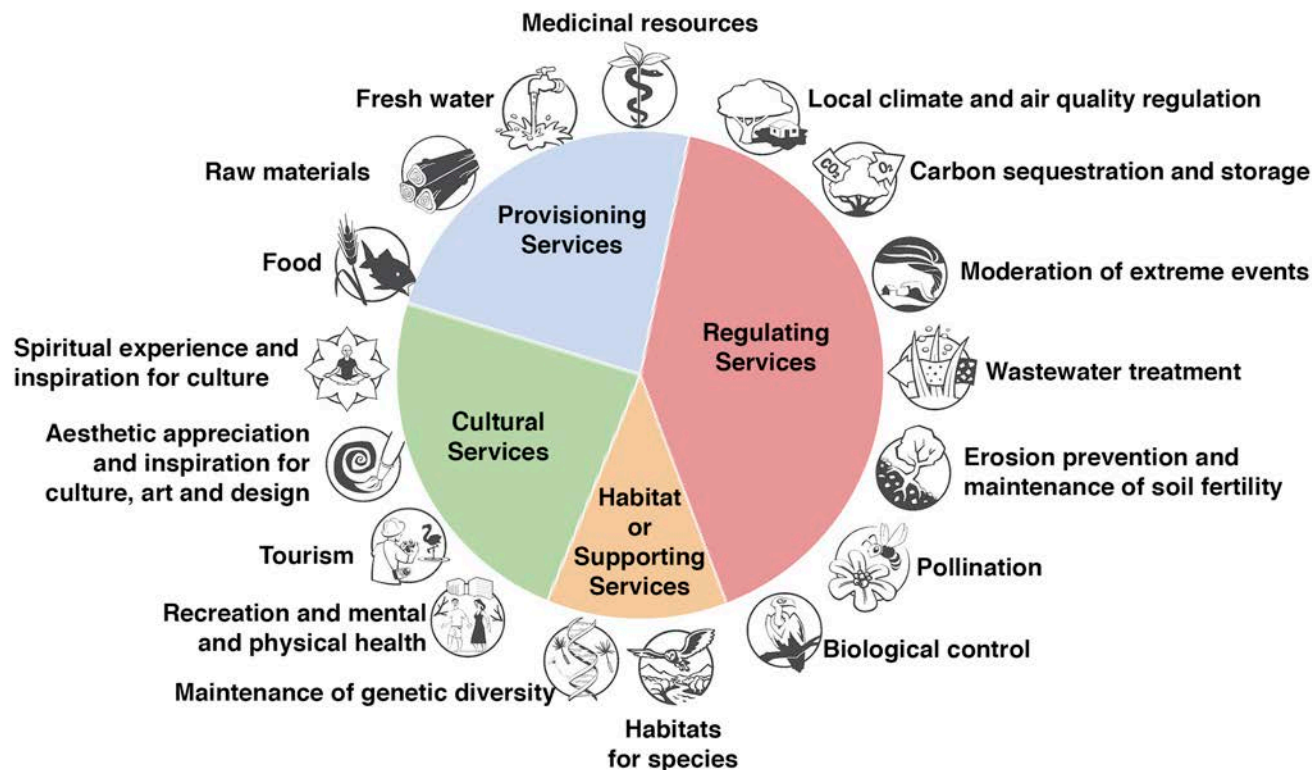 Medicinal resources
Fresh water
Local climate and air quality regulation
Raw materials
CO₂
O₂
Carbon sequestration and storage
Provisioning
Services
Food
Moderation of extreme events
Regulating
Services
Spiritual experience and
inspiration for culture
Wastewater treatment
Cultural
Services
Aesthetic appreciation
and inspiration for
culture, art and design
Erosion prevention and
maintenance of soil fertility
Habitat
or
Supporting
Services
Tourism
Pollination
Recreation and mental
and physical health
Biological control
Maintenance of genetic diversity
Habitats
for species